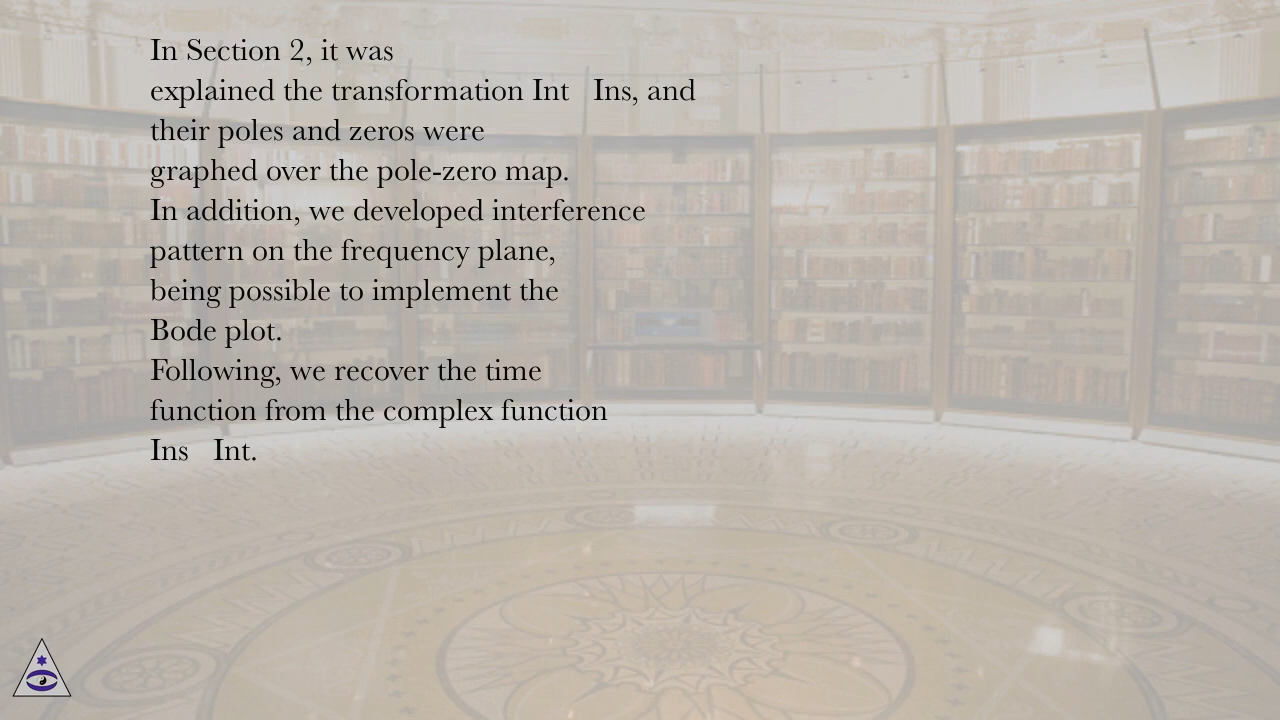 In Section 2, it was
explained the transformation Int   Ins, and
their poles and zeros were
graphed over the pole-zero map.
In addition, we developed interference
pattern on the frequency plane,
being possible to implement the
Bode plot.
Following, we recover the time
function from the complex function
Ins   Int.